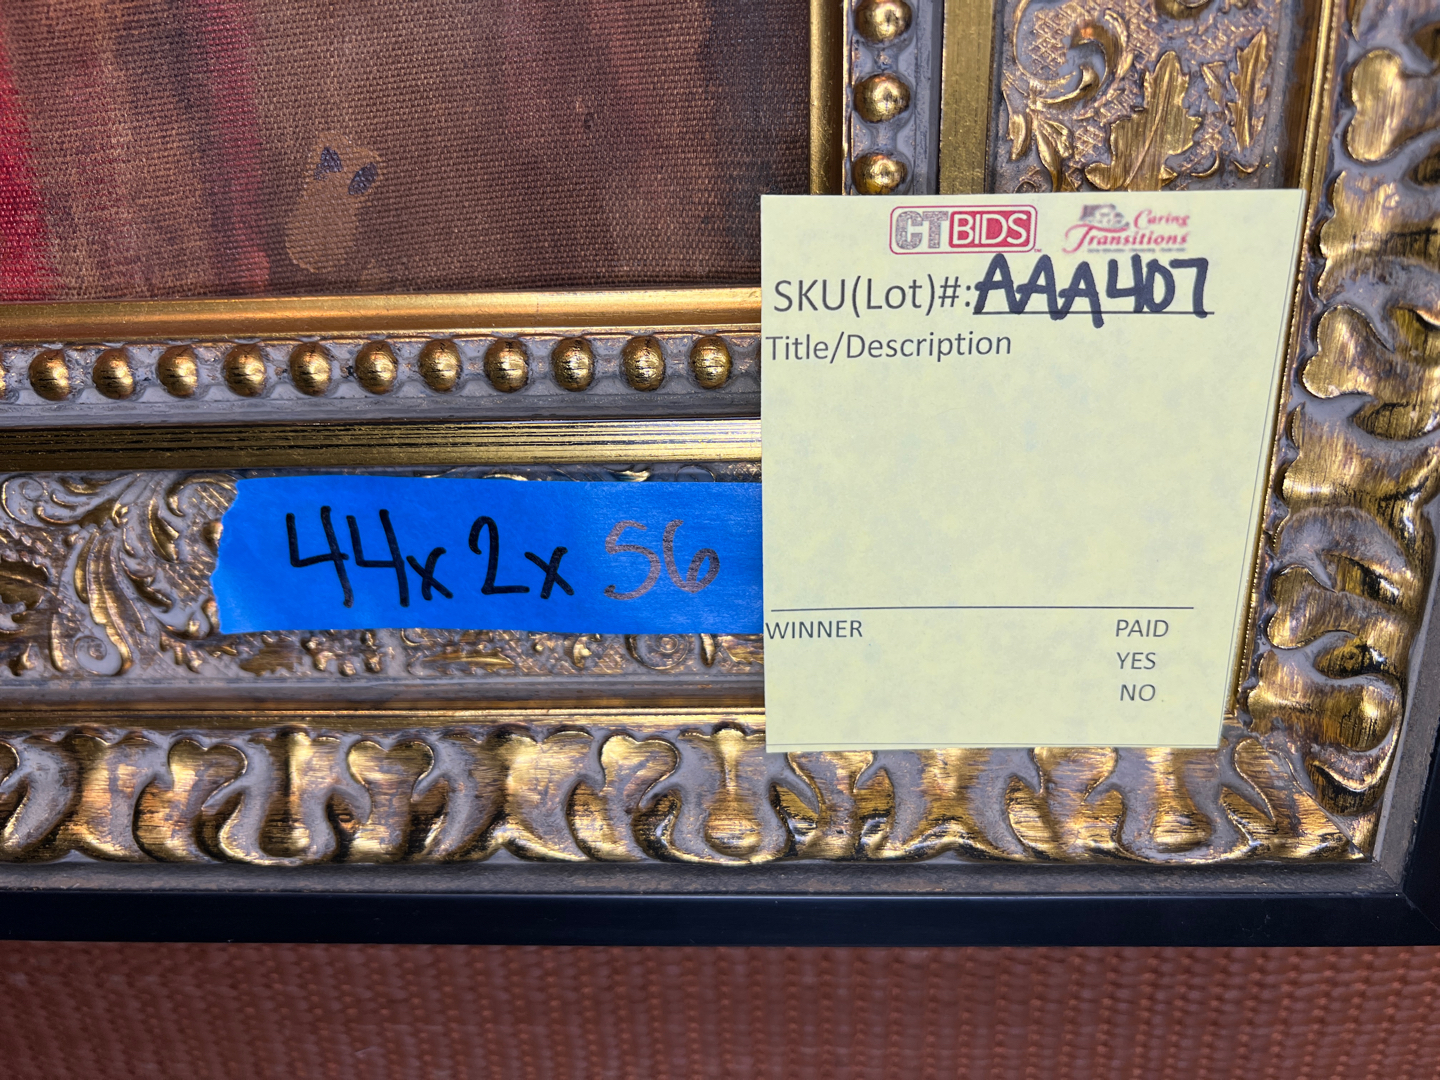 CTBIDS
Caring
Transitions
SKU(Lot)#: AAA407
Title/Description
44x2x56
WINNER PAID
YES
NO